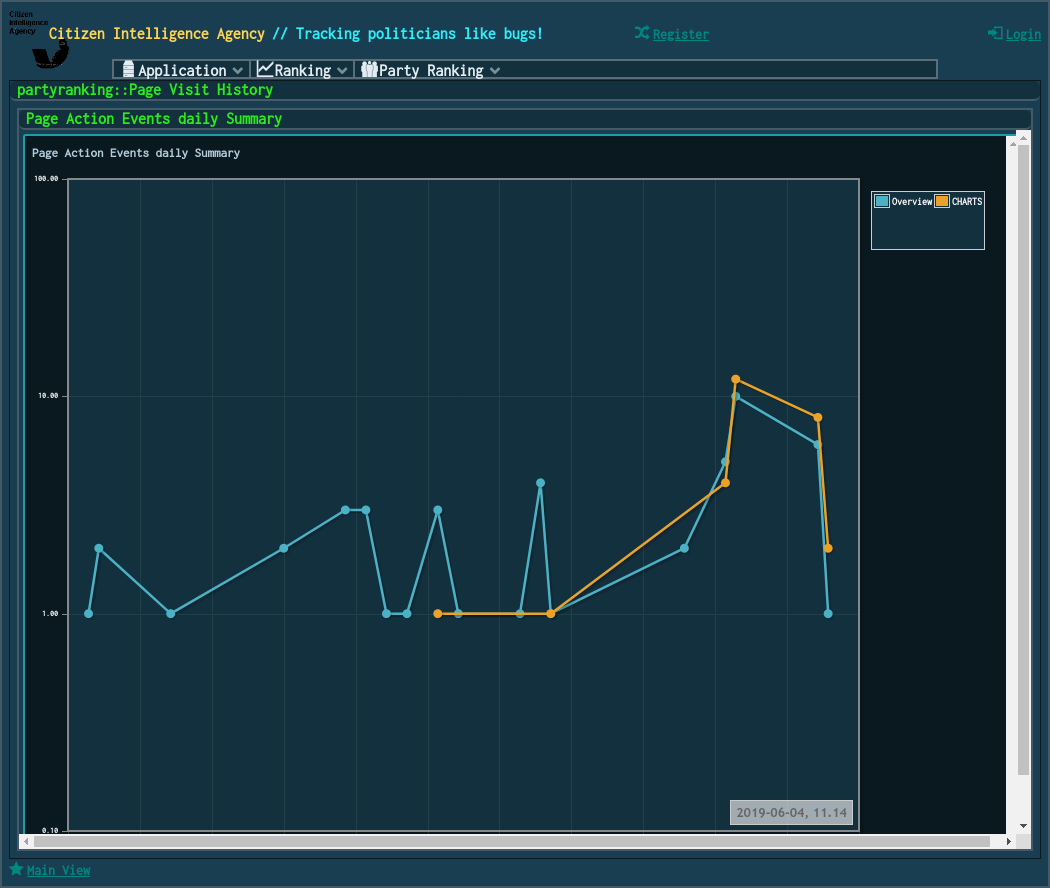 Citizen
Intelligence
Agency
Citizen Intelligence Agency // Tracking politicians like bugs!
Register
Login
Application
Ranking
Party Ranking
partyranking::Page Visit History
Page Action Events daily Summary
Page Action Events daily Summary
100.00
Overview
CHARTS
10.00
1.00
2019-06-04, 11.14
0.10
Main View